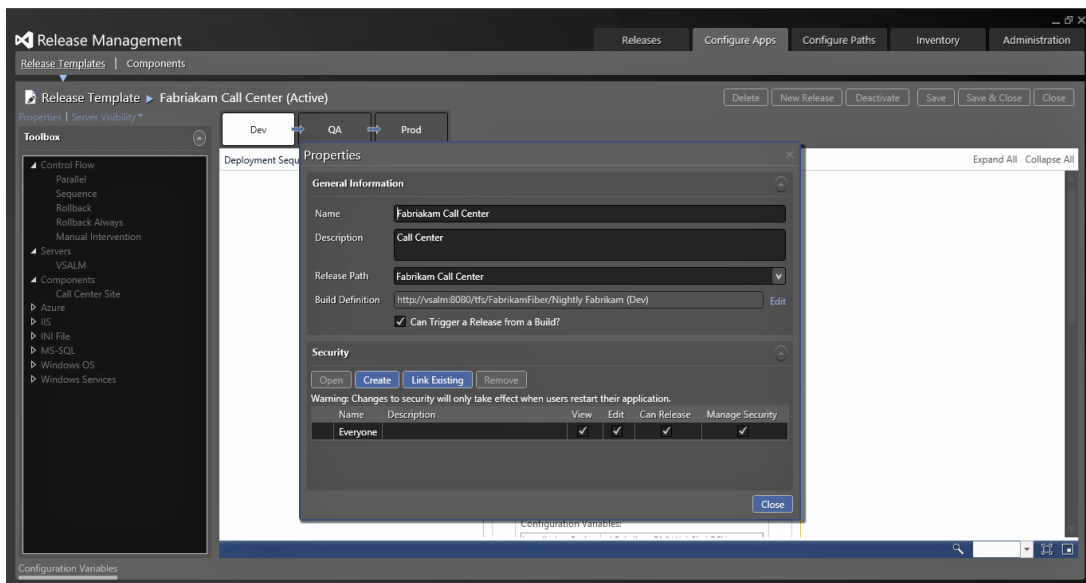 Release Management
Releases
Configure Apps
Configure Paths
Inventory
Administration
Release Templates | Components
Release Template ▸ Fabriakam Call Center (Active)
Delete
New Release
Deactivate
Save
Save & Close
Close
Properties | Server Visibility
Toolbox
Dev
QA
Prod
Deployment Sequ
Expand All Collapse All
Control Flow
Parallel
Sequence
Rollback
Rollback Always
Manual Intervention
Servers
VSALM
Components
Call Center Site
Azure
IIS
INI File
MS-SQL
Windows OS
Windows Services
Properties
General Information
Name
Fabriakam Call Center
Description
Call Center
Release Path
Fabrikam Call Center
Build Definition
http://vsalm:8080/tfs/FabrikamFiber/Nightly Fabrikam (Dev)
Edit
Can Trigger a Release from a Build?
Security
Open
Create
Link Existing
Remove
Warning: Changes to security will only take effect when users restart their application.
Name Description View Edit Can Release Manage Security
Everyone
Close
Configuration Variables:
Configuration Variables